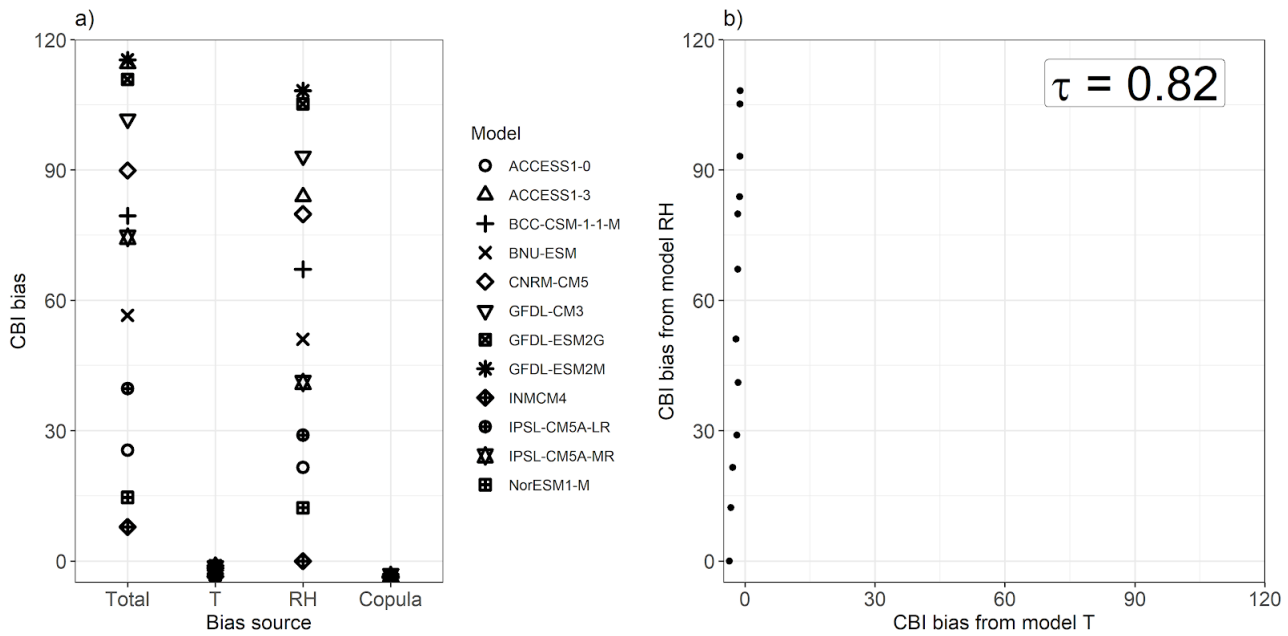 a)
CBI bias
120
90
60
30
0
Total T RH Copula
Bias source
Model
ACCESS1-0
ACCESS1-3
BCC-CSM-1-1-M
BNU-ESM
CNRM-CM5
GFDL-CM3
GFDL-ESM2G
GFDL-ESM2M
INMCM4
IPSL-CM5A-LR
IPSL-CM5A-MR
NorESM1-M
b)
τ = 0.82
CBI bias from model RH
120
90
60
30
0
0 30 60 90 120
CBI bias from model T